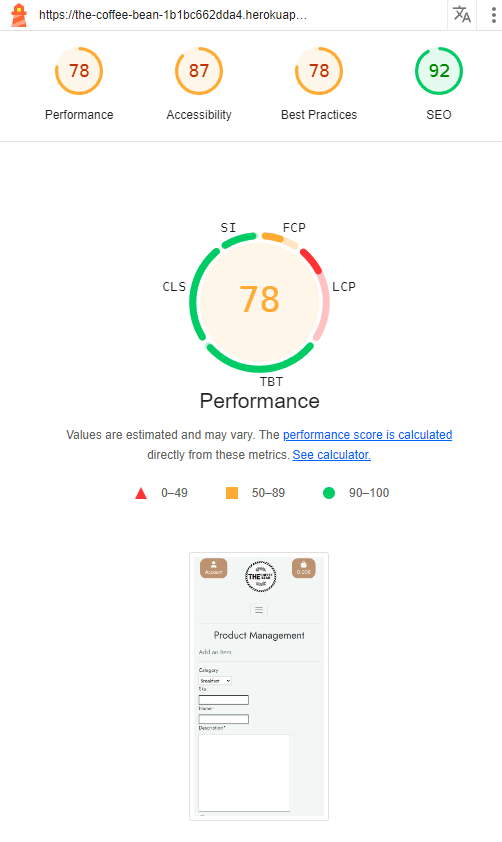 https://the-coffee-bean-1b1bc662dda4.herokuap…
78 87 78 92
Performance Accessibility Best Practices SEO
SI FCP
CLS LCP
78
TBT
Performance
Values are estimated and may vary. The performance score is calculated
directly from these metrics. See calculator.
0–49 50–89 90–100
Account 0.00€
THE
Product Management
Add an Item
Category
Breakfast
Sku
Name*
Description*